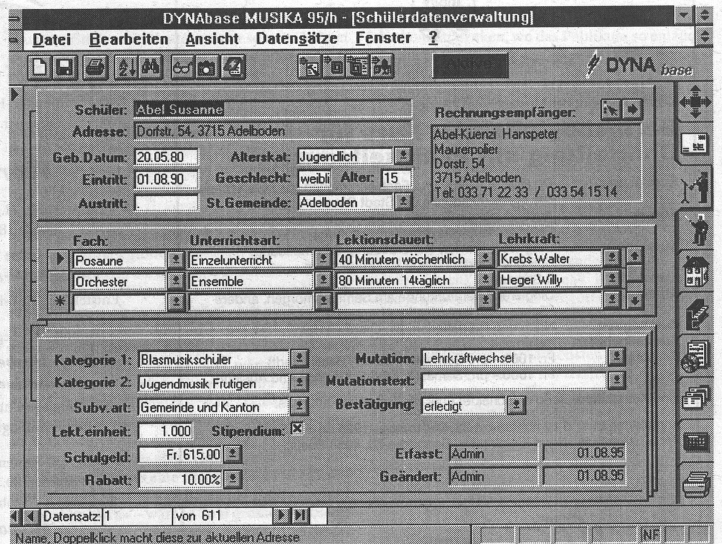 DYNAbase MUSIKA 95/h - [Schülerdatenverwaltung]
Datei Bearbeiten Ansicht Datensätze Fenster ?
DYNA base
Schüler: Abel Susanne
Adresse: Dorfstr. 54, 3715 Adelboden
Geb.Datum: 20.05.80 Alterskat: Jugendlich
Eintritt: 01.08.90 Geschlecht: weibli Alter: 15
Austritt: St.Gemeinde: Adelboden
Rechnungsempfänger:
Abel-Küenzi Hanspeter
Maurerpolier
Dorstr. 54
3715 Adelboden
Tel: 033 71 22 33 / 033 54 15 14
Fach: Unterrichtsart: Lektionsdauert: Lehrkraft:
Posaune Einzelunterricht 40 Minuten wöchentlich Krebs Walter
Orchester Ensemble 80 Minuten 14täglich Heger Willy
Kategorie 1: Blasmusikschüler Mutation: Lehrkraftwechsel
Kategorie 2: Jugendmusik Frutigen Mutationstext:
Subv.art: Gemeinde und Kanton Bestätigung: erledigt
Lekt.einheit: 1.000 Stipendium:
Schulgeld: Fr. 615.00 Erfasst: Admin 01.08.95
Rabatt: 10.00% Geändert: Admin 01.08.95
Datensatz: 1 von 611
Name, Doppelklick macht diese zur aktuellen Adresse NF